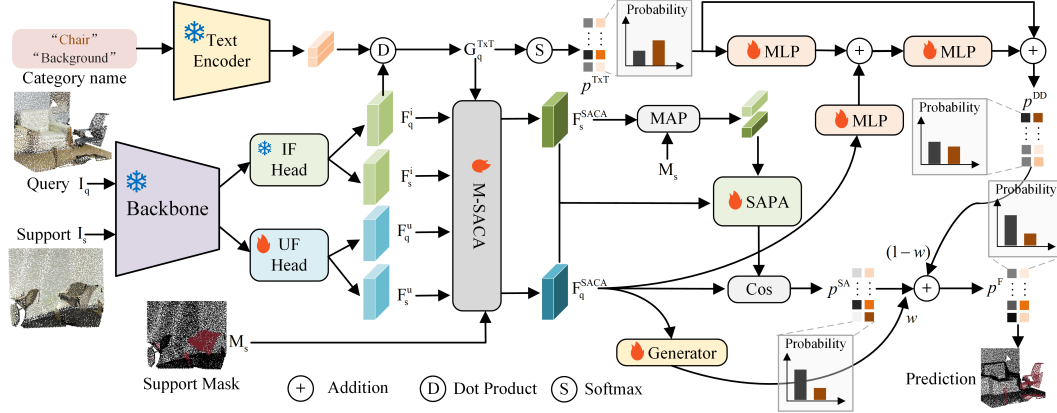 "Chair"
"Background"
Category name
Text
Encoder
D
G_q^TxT
S
p^TxT
Probability
MLP
+
MLP
+
p^DD
Probability
MLP
F_q^i
F_s^SACA
MAP
M_s
IF
Head
F_s^i
M-SACA
SAPA
Query I_q
Backbone
Support I_s
UF
Head
F_q^u
F_s^u
F_q^SACA
Cos
p^SA
(1−w)
+
w
p^F
Probability
Generator
Probability
M_s
Support Mask
Prediction
+ Addition
D Dot Product
S Softmax